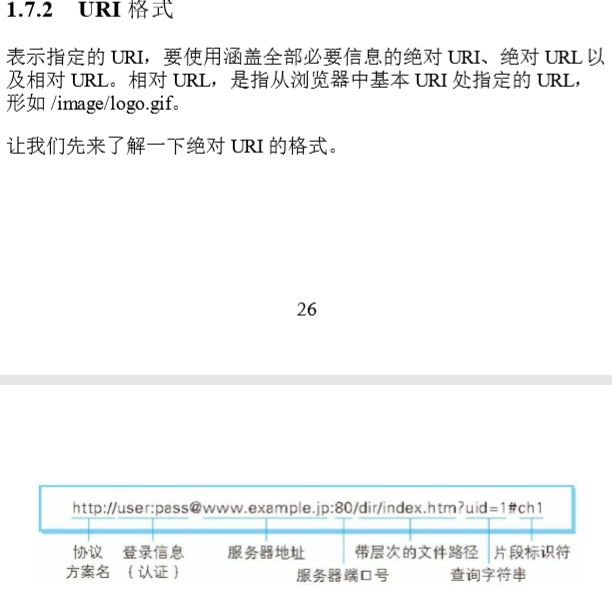 1.7.2 URI 格式
表示指定的 URI，要使用涵盖全部必要信息的绝对 URI、绝对 URL 以
及相对 URL。相对 URL，是指从浏览器中基本 URI 处指定的 URL，
形如 /image/logo.gif。
让我们先来了解一下绝对 URI 的格式。
26
http://user:pass@www.example.jp:80/dir/index.htm?uid=1#ch1
协议 登录信息 服务器地址 带层次的文件路径 片段标识符
方案名 （认证） 服务器端口号 查询字符串